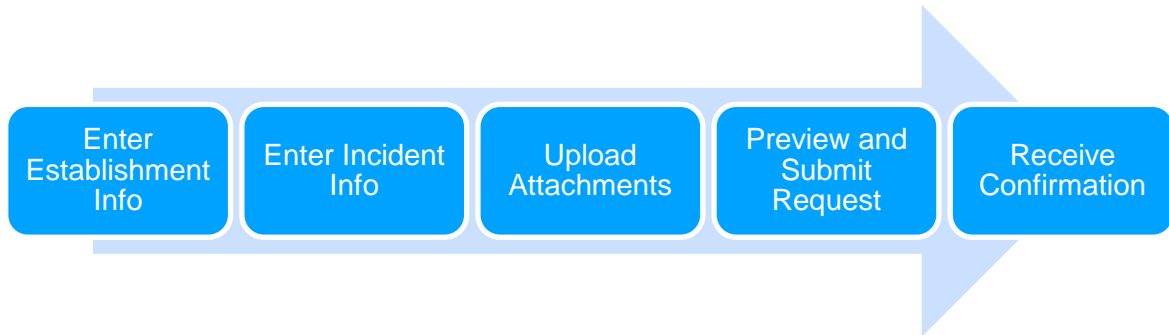 Enter
Establishment
Info
Enter Incident
Info
Upload
Attachments
Preview and
Submit
Request
Receive
Confirmation